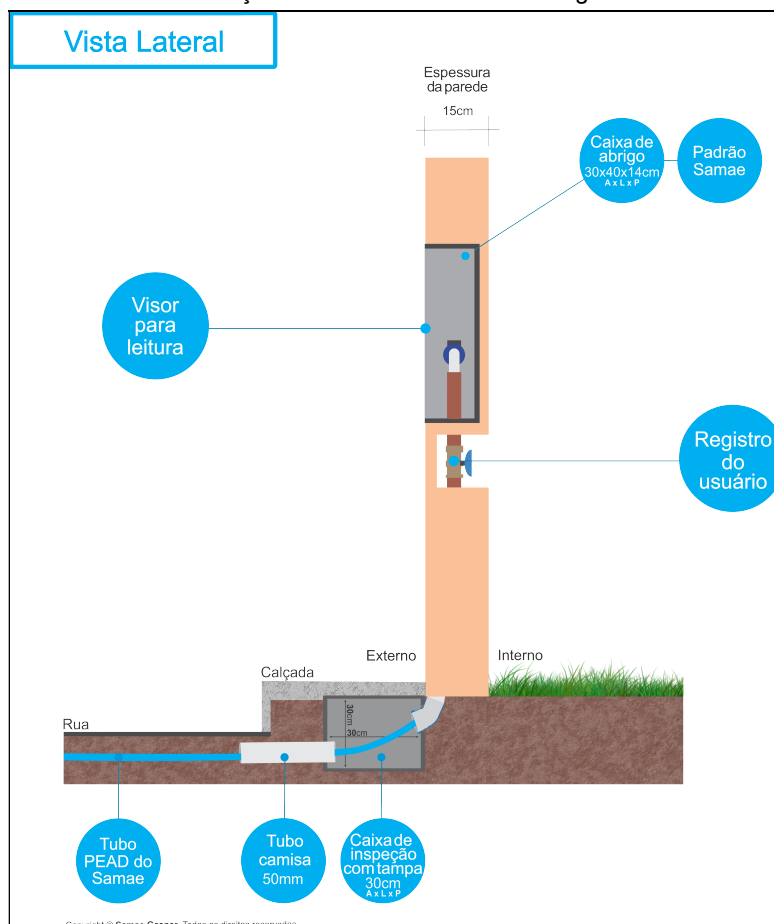 Vista Lateral
Espessura
da parede
15cm
Caixa de
abrigo
30x40x14cm
A x L x P
Padrão
Samae
Visor
para
leitura
Registro
do
usuário
Externo
Interno
Calçada
Rua
30cm
30cm
Tubo
PEAD do
Samae
Tubo
camisa
50mm
Caixa de
inspeção
com tampa
30cm
A x L x P